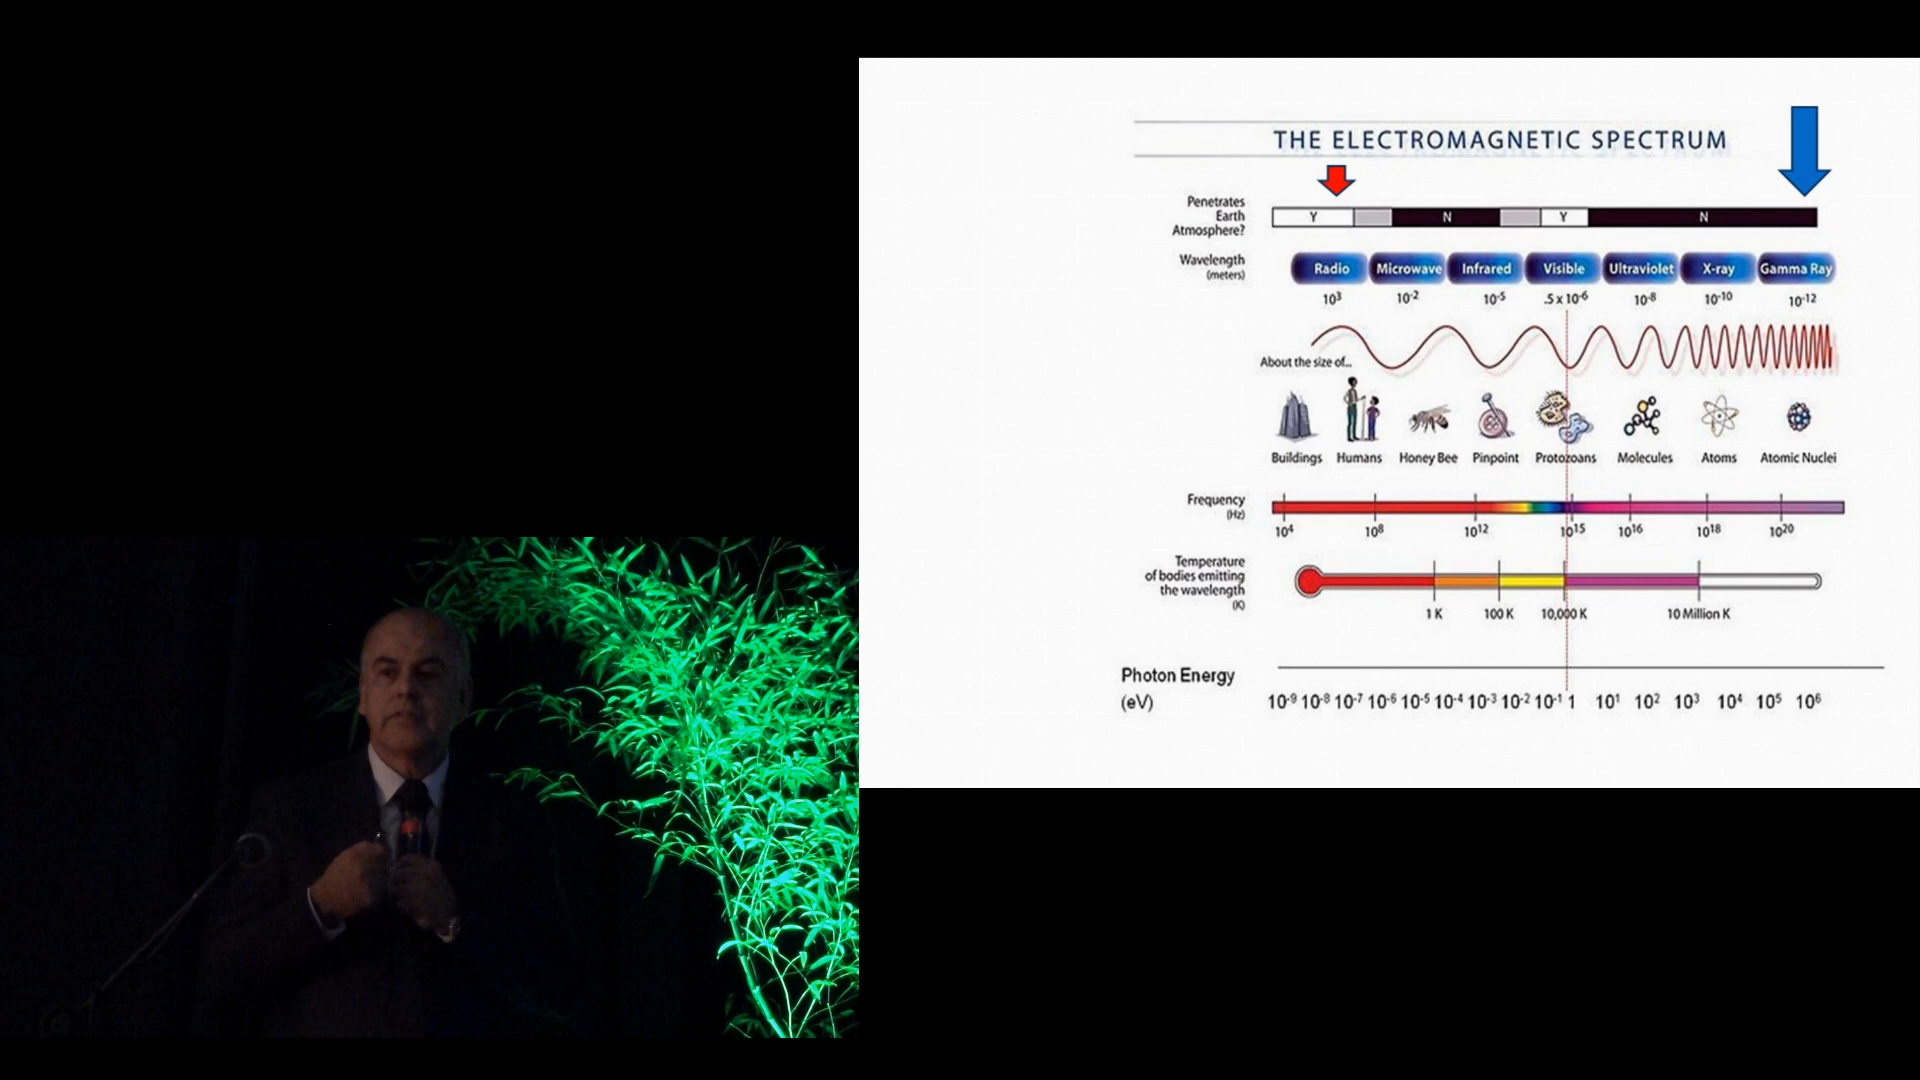 THE ELECTROMAGNETIC SPECTRUM
Penetrates
Earth
Atmosphere?
Y N Y N
Wavelength
(meters)
Radio Microwave Infrared Visible Ultraviolet X-ray Gamma Ray
10³ 10⁻² 10⁻⁵ .5 x 10⁻⁶ 10⁻⁸ 10⁻¹⁰ 10⁻¹²
About the size of...
Buildings Humans Honey Bee Pinpoint Protozoans Molecules Atoms Atomic Nuclei
Frequency
(Hz)
10⁴ 10⁸ 10¹² 10¹⁵ 10¹⁶ 10¹⁸ 10²⁰
Temperature
of bodies emitting
the wavelength
(K)
1 K 100 K 10,000 K 10 Million K
Photon Energy
(eV)
10⁻⁹ 10⁻⁸ 10⁻⁷ 10⁻⁶ 10⁻⁵ 10⁻⁴ 10⁻³ 10⁻² 10⁻¹ 1 10¹ 10² 10³ 10⁴ 10⁵ 10⁶